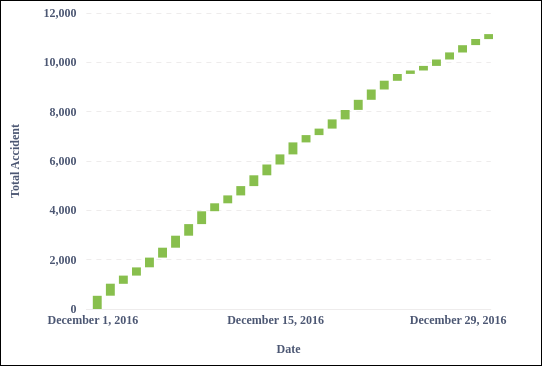 12,000
10,000
8,000
6,000
4,000
2,000
0
Total Accident
December 1, 2016 December 15, 2016 December 29, 2016
Date